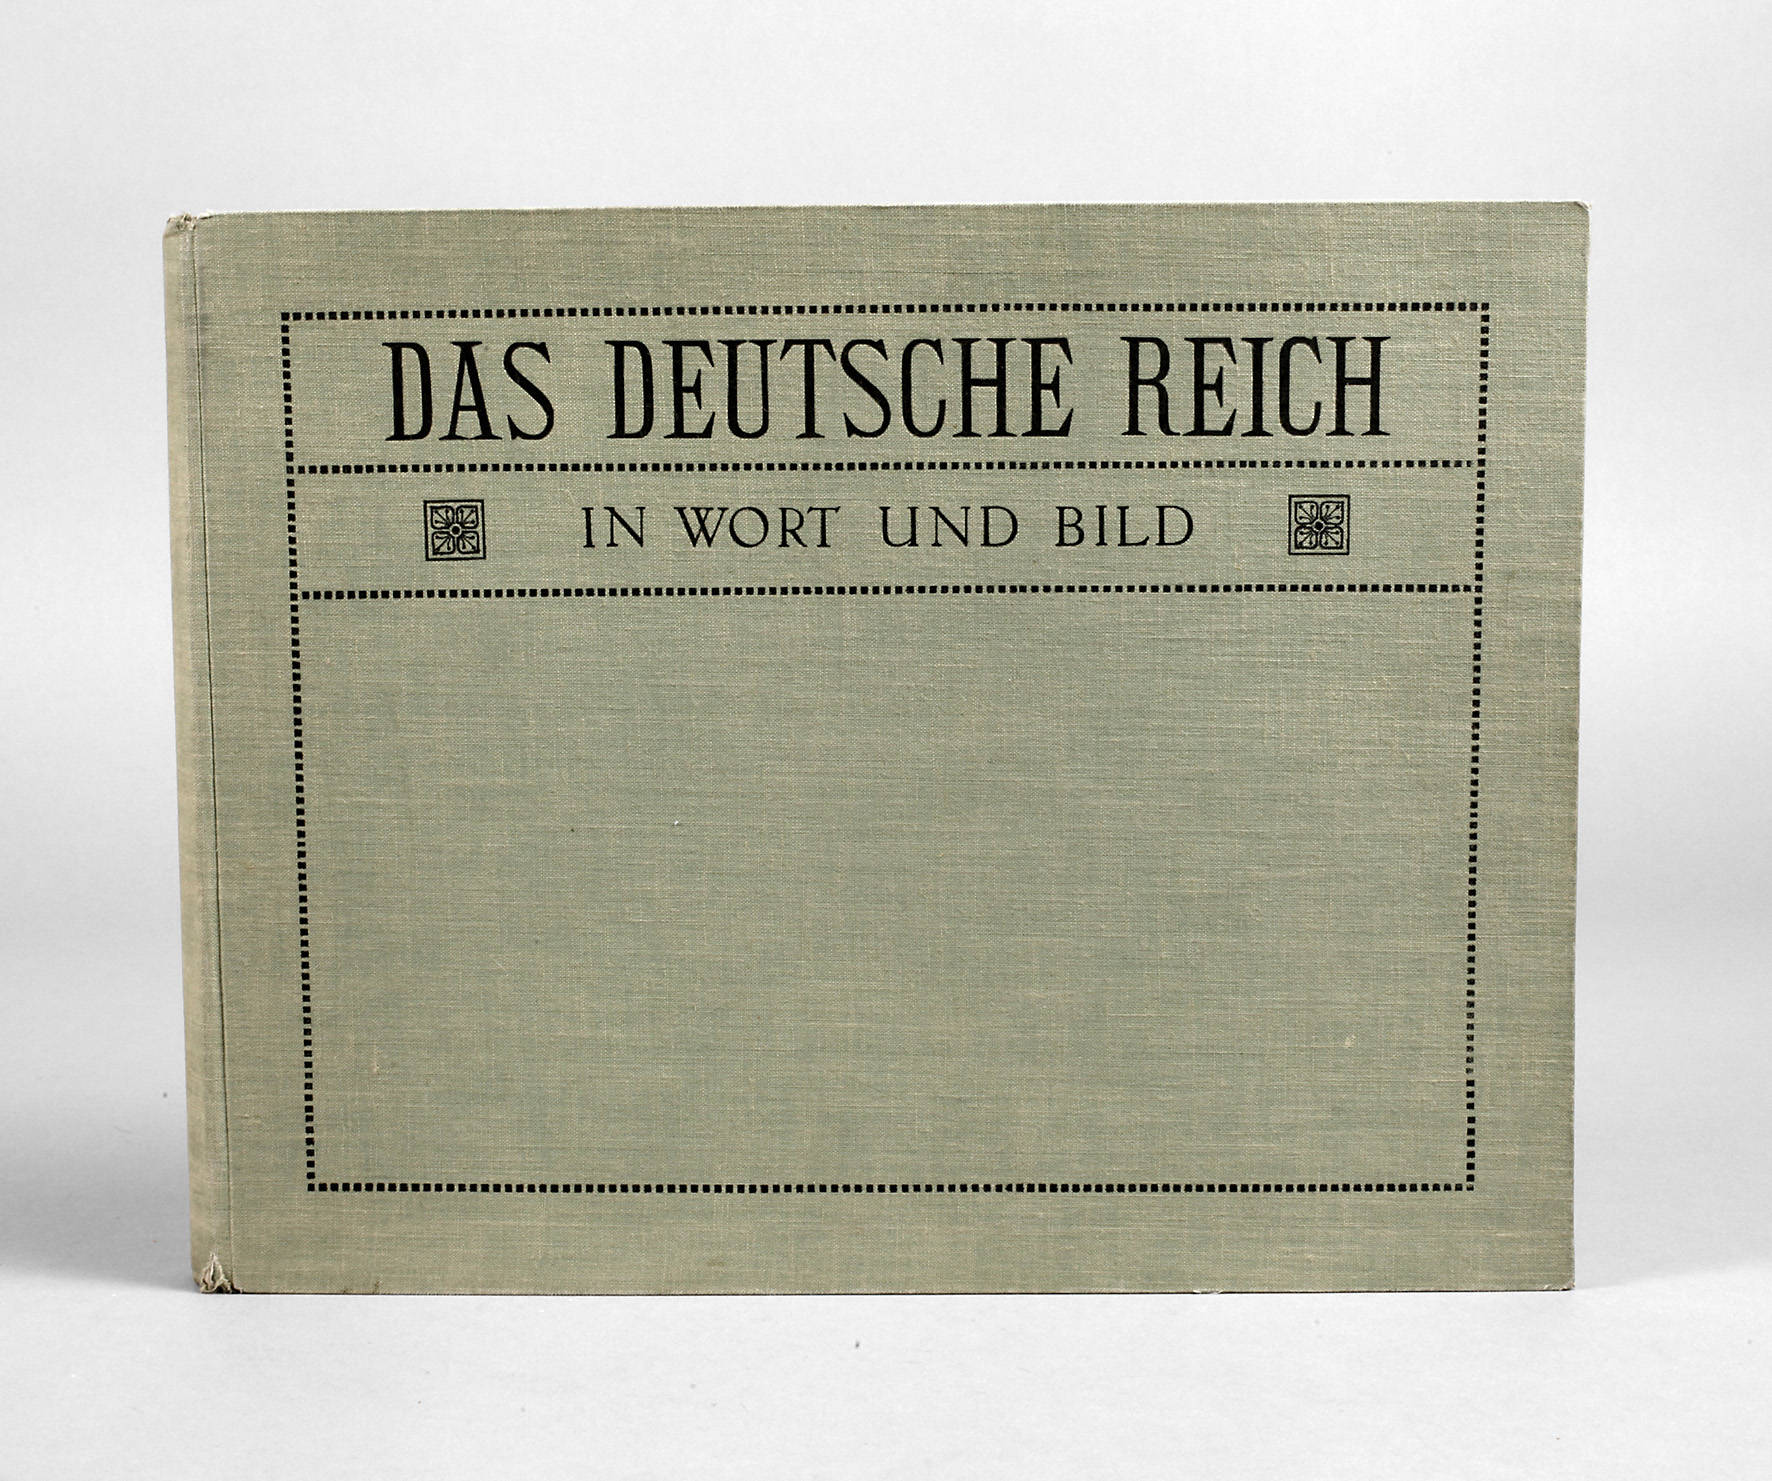 DAS DEUTSCHE REICH
IN WORT UND BILD